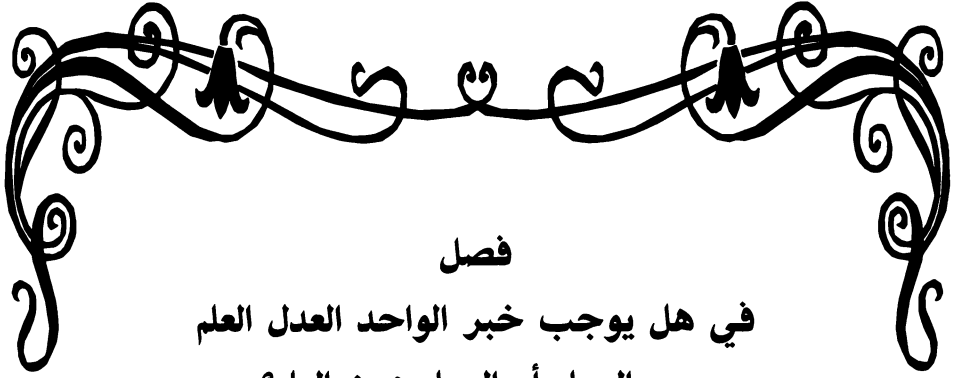 فصل
في هل يوجب خبر الواحد العدل العلم